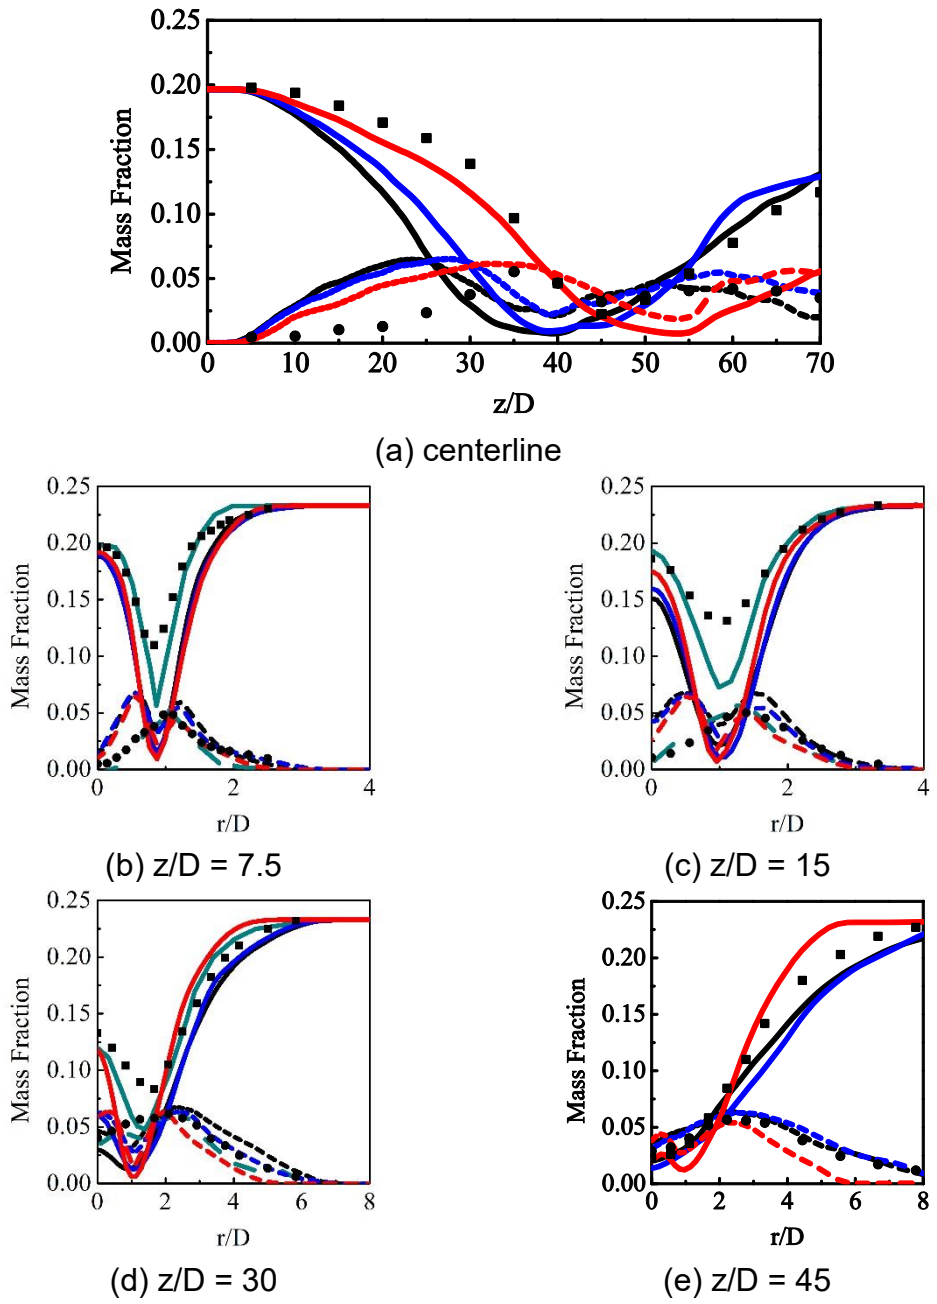 0.25
0.20
0.15
0.10
0.05
0.00
Mass Fraction
0 10 20 30 40 50 60 70
z/D
(a) centerline
0.25
0.20
0.15
0.10
0.05
0.00
Mass Fraction
0 2 4
r/D
(b) z/D = 7.5
0.25
0.20
0.15
0.10
0.05
0.00
Mass Fraction
0 2 4
r/D
(c) z/D = 15
0.25
0.20
0.15
0.10
0.05
0.00
Mass Fraction
0 2 4 6 8
r/D
(d) z/D = 30
0.25
0.20
0.15
0.10
0.05
0.00
Mass Fraction
0 2 4 6 8
r/D
(e) z/D = 45